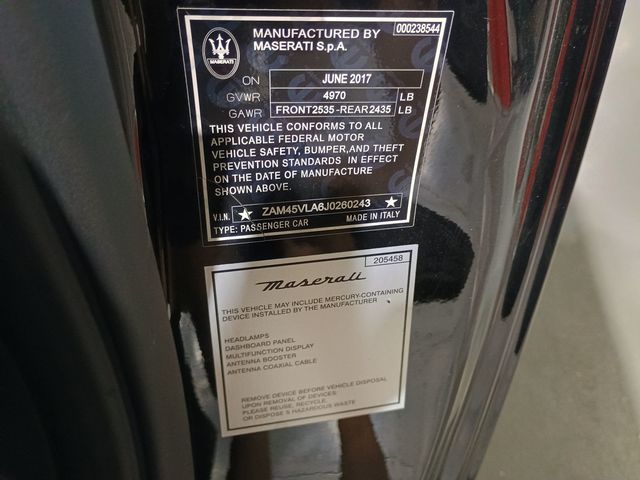 000238544
MANUFACTURED BY
MASERATI S.p.A.
MASERATI
ON JUNE 2017
GVWR 4970 LB
GAWR FRONT2535-REAR2435 LB
THIS VEHICLE CONFORMS TO ALL
APPLICABLE FEDERAL MOTOR
VEHICLE SAFETY, BUMPER,AND THEFT
PREVENTION STANDARDS IN EFFECT
ON THE DATE OF MANUFACTURE
SHOWN ABOVE.
V.I.N. ★ ZAM45VLA6J0260243 ★
TYPE: PASSENGER CAR MADE IN ITALY
205458
Maserati
THIS VEHICLE MAY INCLUDE MERCURY-CONTAINING
DEVICE INSTALLED BY THE MANUFACTURER
HEADLAMPS
DASHBOARD PANEL
MULTIFUNCTION DISPLAY
ANTENNA BOOSTER
ANTENNA COAXIAL CABLE
REMOVE DEVICE BEFORE VEHICLE DISPOSAL
UPON REMOVAL OF DEVICES:
PLEASE REUSE, RECYCLE,
OR DISPOSE S HAZARDOUS WASTE